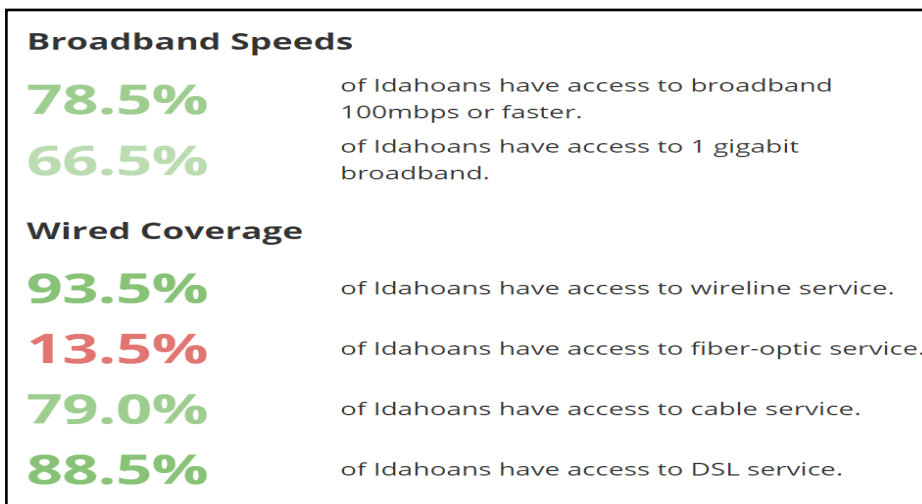 Broadband Speeds
78.5% of Idahoans have access to broadband
100mbps or faster.
66.5% of Idahoans have access to 1 gigabit
broadband.
Wired Coverage
93.5% of Idahoans have access to wireline service.
13.5% of Idahoans have access to fiber-optic service.
79.0% of Idahoans have access to cable service.
88.5% of Idahoans have access to DSL service.